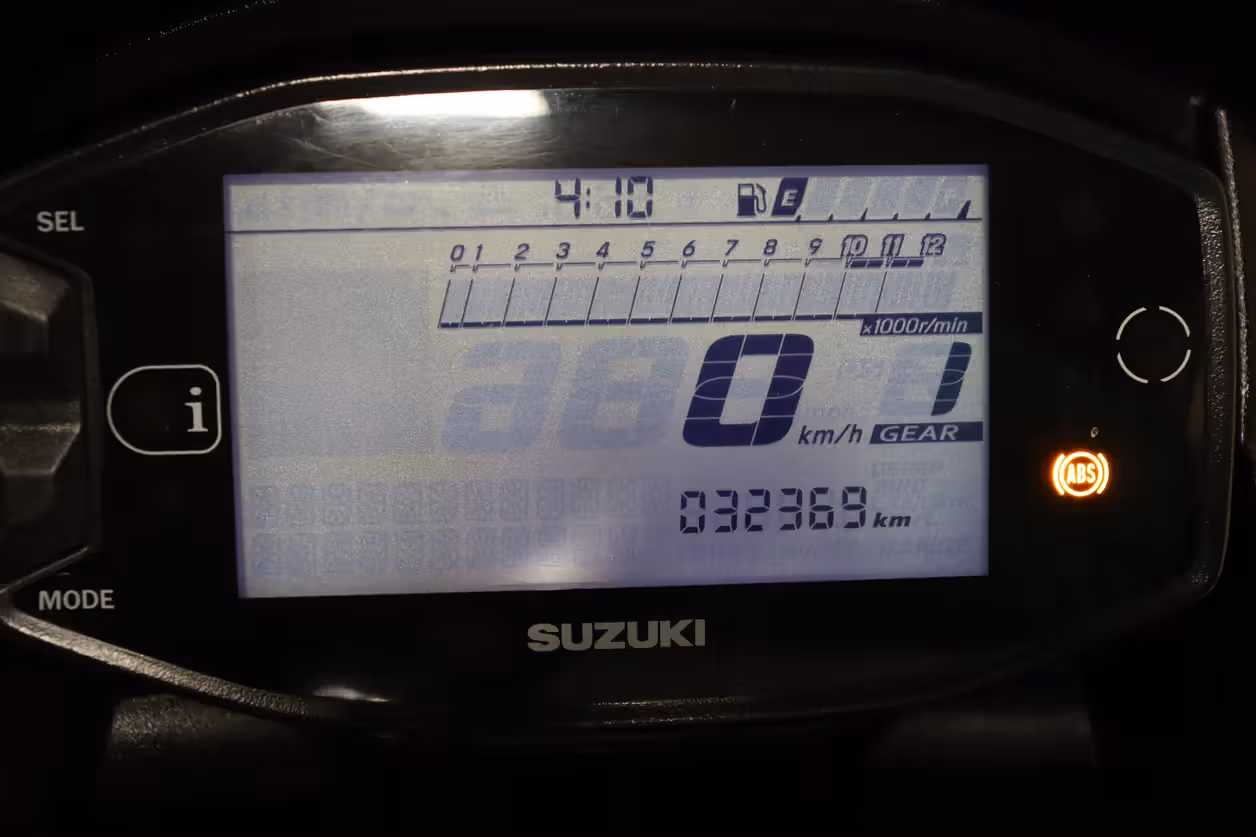 4:10 E
SEL
0 1 2 3 4 5 6 7 8 9 10 11 12
x1000r/min
0 km/h 1
GEAR
i
ABS
032369 km
MODE
SUZUKI